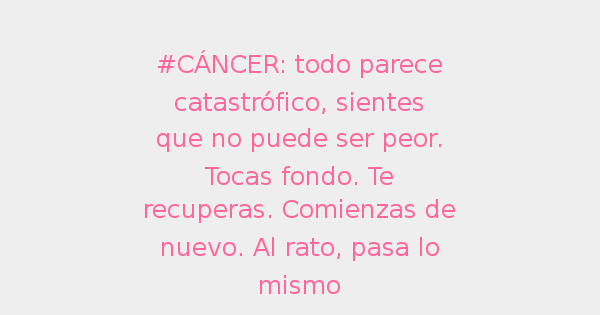 #CÁNCER: todo parece
catastrófico, sientes
que no puede ser peor.
Tocas fondo. Te
recuperas. Comienzas de
nuevo. Al rato, pasa lo
mismo